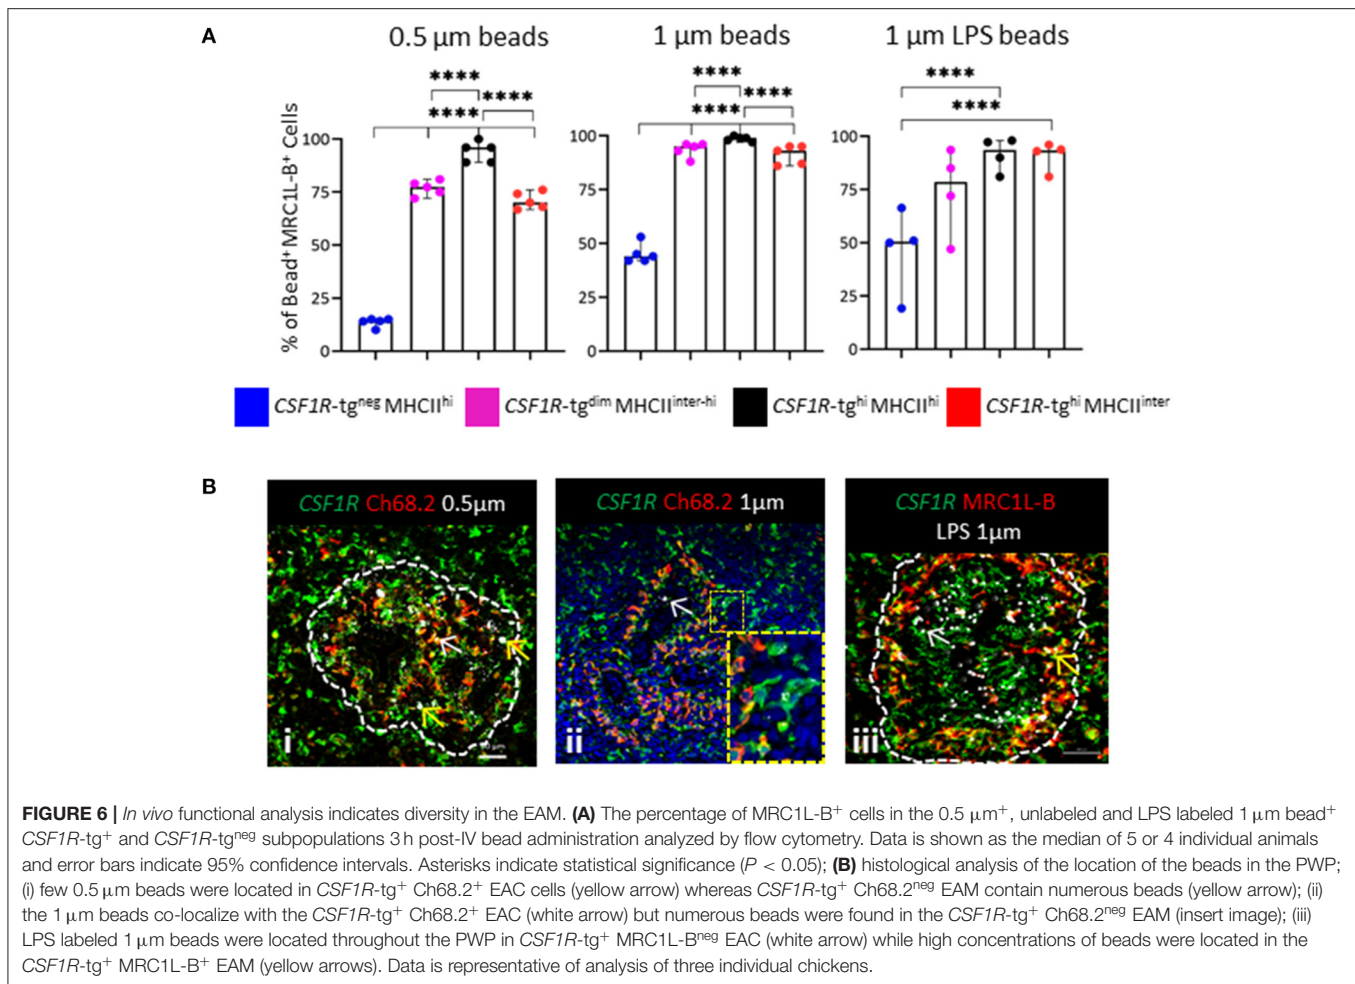 A
0.5 µm beads
1 µm beads
1 µm LPS beads
% of Bead⁺ MRC1L-B⁺ Cells
**** **** ****
100
75
50
25
0
**** **** ****
100
75
50
25
0
**** ****
100
75
50
25
0
CSF1R-tgⁿᵉᵍ MHCIIʰⁱ
CSF1R-tgᵈⁱᵐ MHCIIⁱⁿᵗᵉʳ⁻ʰⁱ
CSF1R-tgʰⁱ MHCIIʰⁱ
CSF1R-tgʰⁱ MHCIIⁱⁿᵗᵉʳ
B
CSF1R Ch68.2 0.5µm
i
CSF1R Ch68.2 1µm
ii
CSF1R MRC1L-B
LPS 1µm
iii
FIGURE 6 | In vivo functional analysis indicates diversity in the EAM. (A) The percentage of MRC1L-B⁺ cells in the 0.5 µm⁺, unlabeled and LPS labeled 1 µm bead⁺
CSF1R-tg⁺ and CSF1R-tgⁿᵉᵍ subpopulations 3 h post-IV bead administration analyzed by flow cytometry. Data is shown as the median of 5 or 4 individual animals
and error bars indicate 95% confidence intervals. Asterisks indicate statistical significance (P < 0.05); (B) histological analysis of the location of the beads in the PWP;
(i) few 0.5 µm beads were located in CSF1R-tg⁺ Ch68.2⁺ EAC cells (yellow arrow) whereas CSF1R-tg⁺ Ch68.2ⁿᵉᵍ EAM contain numerous beads (yellow arrow); (ii)
the 1 µm beads co-localize with the CSF1R-tg⁺ Ch68.2⁺ EAC (white arrow) but numerous beads were found in the CSF1R-tg⁺ Ch68.2ⁿᵉᵍ EAM (insert image); (iii)
LPS labeled 1 µm beads were located throughout the PWP in CSF1R-tg⁺ MRC1L-Bⁿᵉᵍ EAC (white arrow) while high concentrations of beads were located in the
CSF1R-tg⁺ MRC1L-B⁺ EAM (yellow arrows). Data is representative of analysis of three individual chickens.